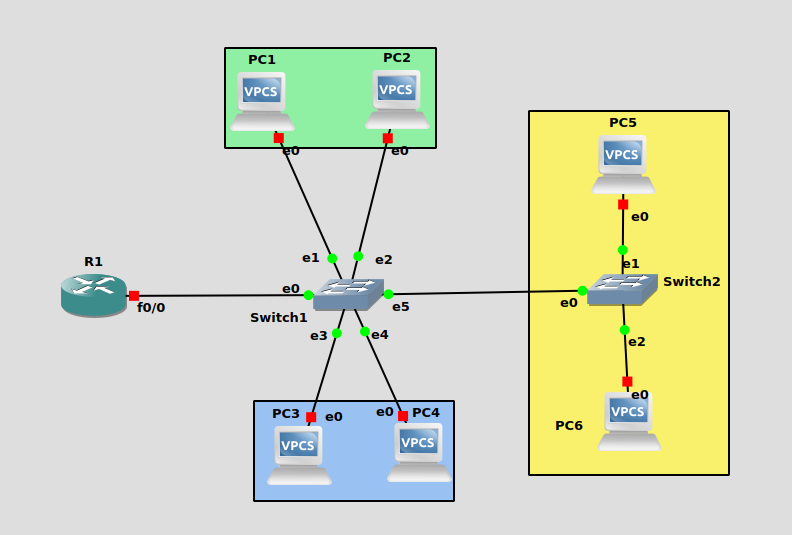 PC1
PC2
VPCS
VPCS
e0
e0
PC5
VPCS
e0
R1
e1
e2
e1
f0/0
e0
Switch1
e5
e0
Switch2
e3
e4
e2
PC3
e0
e0
PC4
e0
VPCS
VPCS
PC6
VPCS